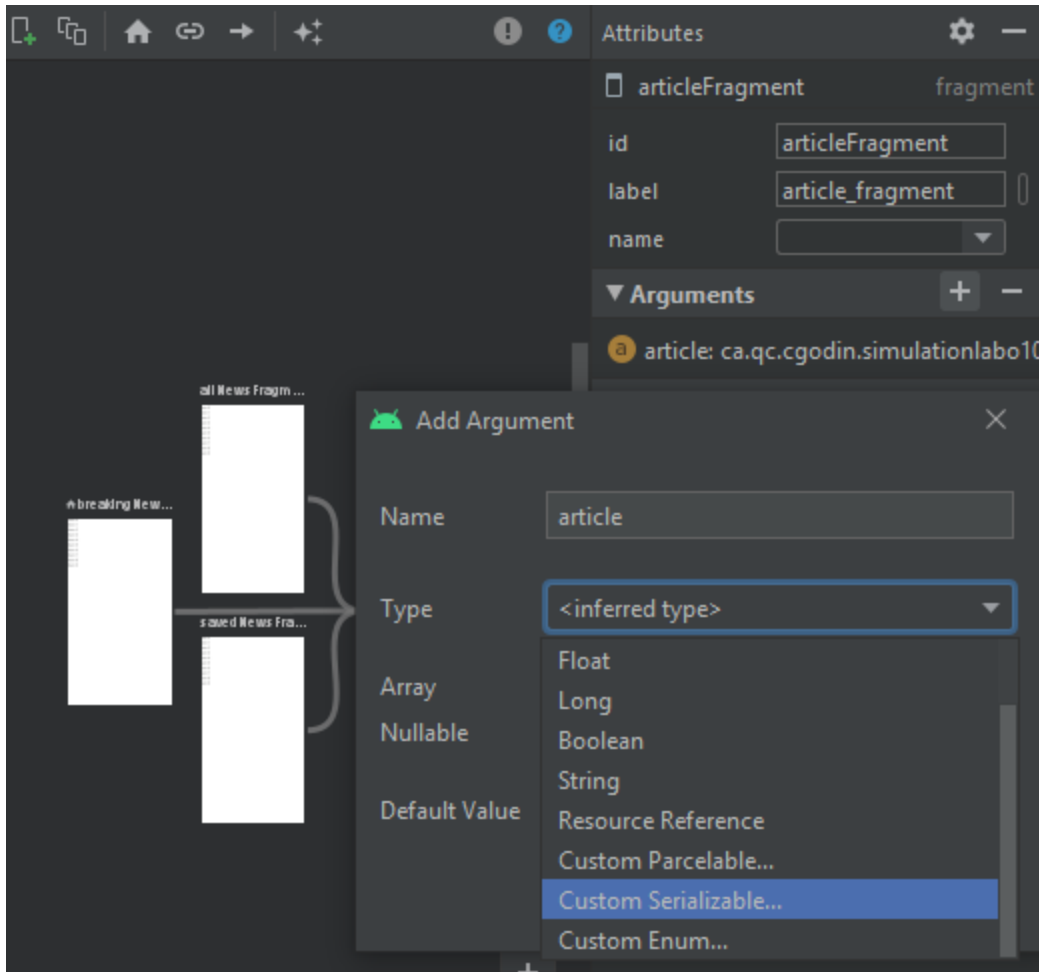 Attributes
articleFragment fragment
id articleFragment
label article_fragment
name
Arguments
a article: ca.qc.cgodin.simulationlabo10
all News Fragm...
breaking New...
saved News Fra...
Add Argument
Name article
Type <inferred type>
Float
Array
Long
Nullable
Boolean
String
Default Value
Resource Reference
Custom Parcelable...
Custom Serializable...
Custom Enum...